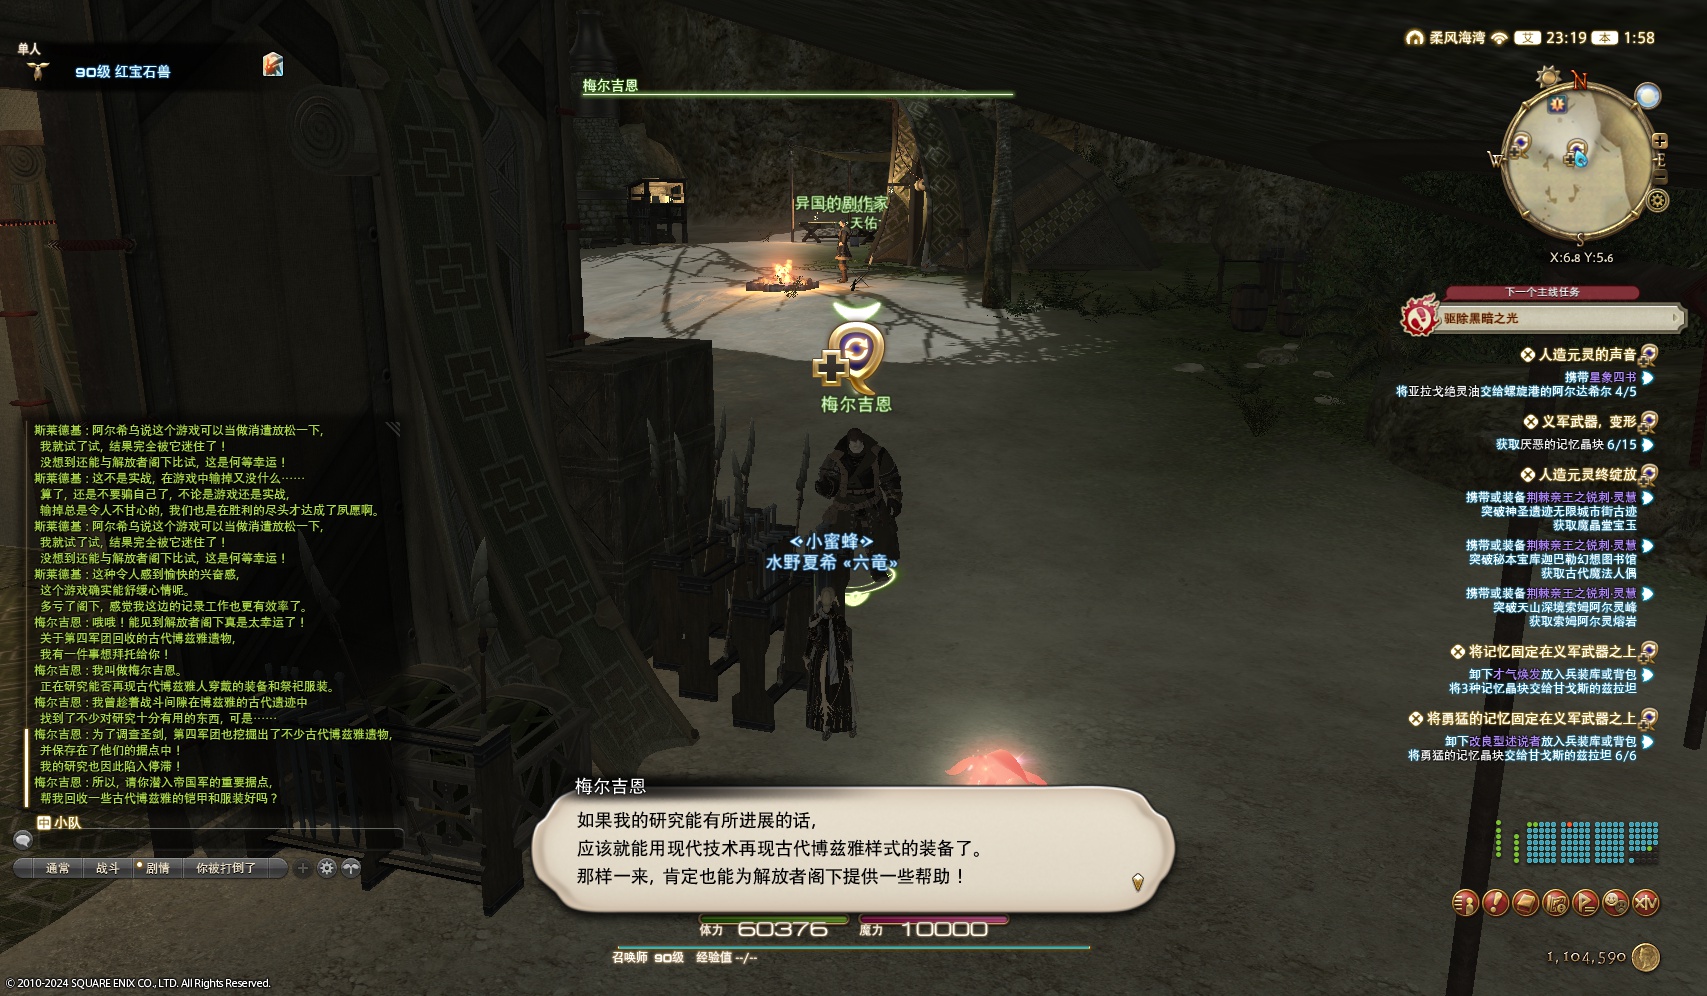 单人
90级 红宝石兽
梅尔吉恩
柔风海湾 艾 23:19 本 1:58
N
W
E
S
X:6.8 Y:5.6
异国的剧作家
天佑
梅尔吉恩
<小蜜蜂>
水野夏希 «六竜»
下一个主线任务
驱除黑暗之光
人造元灵的声音
携带星象四书
将亚拉戈绝灵油交给螺旋港的阿尔达希尔 4/5
义军武器，变形
获取厌恶的记忆晶块 6/15
人造元灵终绽放
携带或装备荆棘亲王之锐刺·灵慧
突破神圣遗迹无限城市街古迹
获取魔晶堂宝玉
携带或装备荆棘亲王之锐刺·灵慧
突破秘本宝库迦巴勒幻想图书馆
获取古代魔法人偶
携带或装备荆棘亲王之锐刺·灵慧
突破天山深境索姆阿尔灵峰
获取索姆阿尔灵熔岩
将记忆固定在义军武器之上
卸下才气焕发放入兵装库或背包
将3种记忆晶块交给甘戈斯的兹拉坦
将勇猛的记忆固定在义军武器之上
卸下改良型述说者放入兵装库或背包
将勇猛的记忆晶块交给甘戈斯的兹拉坦 6/6
斯莱德基：阿尔希乌说这个游戏可以当做消遣放松一下，
我就试了试，结果完全被它迷住了！
没想到还能与解放者阁下比试，这是何等幸运！
斯莱德基：这不是实战，在游戏中输掉又没什么……
算了，还是不要骗自己了，不论是游戏还是实战，
输掉总是令人不甘心的，我们也是在胜利的尽头才达成了夙愿啊。
斯莱德基：阿尔希乌说这个游戏可以当做消遣放松一下，
我就试了试，结果完全被它迷住了！
没想到还能与解放者阁下比试，这是何等幸运！
斯莱德基：这种令人感到愉快的兴奋感，
这个游戏确实能舒缓心情呢。
多亏了阁下，感觉我这边的记录工作也更有效率了。
梅尔吉恩：哦哦！能见到解放者阁下真是太幸运了！
关于第四军团回收的古代博兹雅遗物，
我有一件事想拜托给你！
梅尔吉恩：我叫做梅尔吉恩。
正在研究能否再现古代博兹雅人穿戴的装备和祭祀服装。
梅尔吉恩：我曾趁着战斗间隙在博兹雅的古代遗迹中
找到了不少对研究十分有用的东西，可是……
梅尔吉恩：为了调查圣剑，第四军团也挖掘出了不少古代博兹雅遗物，
并保存在了他们的据点中！
我的研究也因此陷入停滞！
梅尔吉恩：所以，请你潜入帝国军的重要据点，
帮我回收一些古代博兹雅的铠甲和服装好吗？
中 小队
通常 战斗 剧情 你被打倒了
梅尔吉恩
如果我的研究能有所进展的话，
应该就能用现代技术再现古代博兹雅样式的装备了。
那样一来，肯定也能为解放者阁下提供一些帮助！
体力 60376 魔力 10000
召唤师 90级 经验值 --/--
XIV
1,104,590
© 2010-2024 SQUARE ENIX CO., LTD. All Rights Reserved.